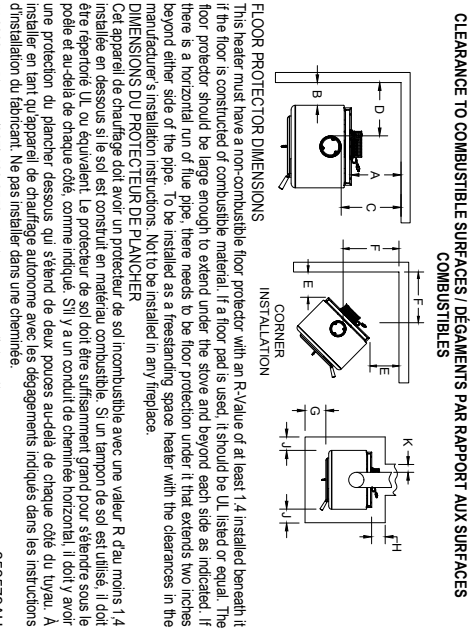 CLEARANCE TO COMBUSTIBLE SURFACES / DÉGAMENTS PAR RAPPORT AUX SURFACES
COMBUSTIBLES
A
B
C
D
E
F
F
E
CORNER
INSTALLATION
G
H
J
J
K
FLOOR PROTECTOR DIMENSIONS
This heater must have a non-combustible floor protector with an R-Value of at least 1.4 installed beneath it
if the floor is constructed of combustible material. If a floor pad is used, it should be UL listed or equal. The
floor protector should be large enough to extend under the stove and beyond each side as indicated. If
there is a horizontal run of flue pipe, there needs to be floor protection under it that extends two inches
beyond either side of the pipe. To be installed as a freestanding space heater with the clearances in the
manufacturer's installation instructions. Not to be installed in any fireplace.
DIMENSIONS DU PROTECTEUR DE PLANCHER
Cet appareil de chauffage doit avoir un protecteur de sol incombustible avec une valeur R d'au moins 1,4
installée en dessous si le sol est construit en matériau combustible. Si un tampon de sol est utilisé, il doit
être répertorié UL ou équivalent. Le protecteur de sol doit être suffisamment grand pour s'étendre sous le
poêle et au-delà de chaque côté, comme indiqué. S'il y a un conduit de cheminée horizontal, il doit y avoir
une protection du plancher dessous qui s'étend de deux pouces au-delà de chaque côté du tuyau. À
installer en tant qu'appareil de chauffage autonome avec les dégagements indiqués dans les instructions
d'installation du fabricant. Ne pas installer dans une cheminée.